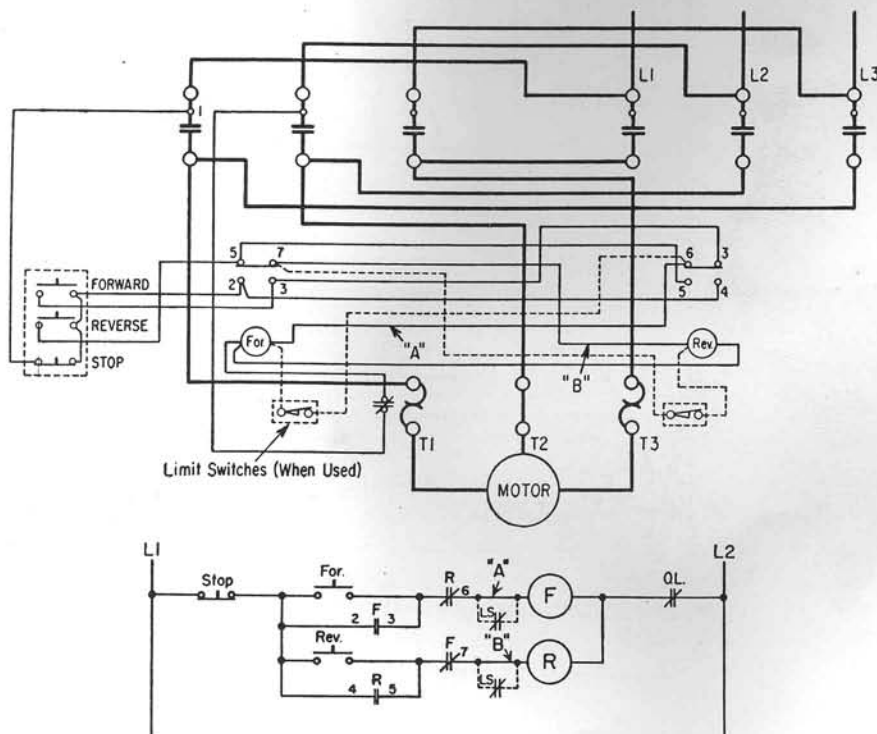 L1 L2 L3
1
5 7 6 3
2 3 5 4
FORWARD
REVERSE
STOP
For. "A" "B" Rev.
T1 T2 T3
Limit Switches (When Used)
MOTOR
L1 L2
Stop For. R 6 "A" F O.L.
LS
2 F 3
Rev. F 7 "B" R
LS
4 R 5